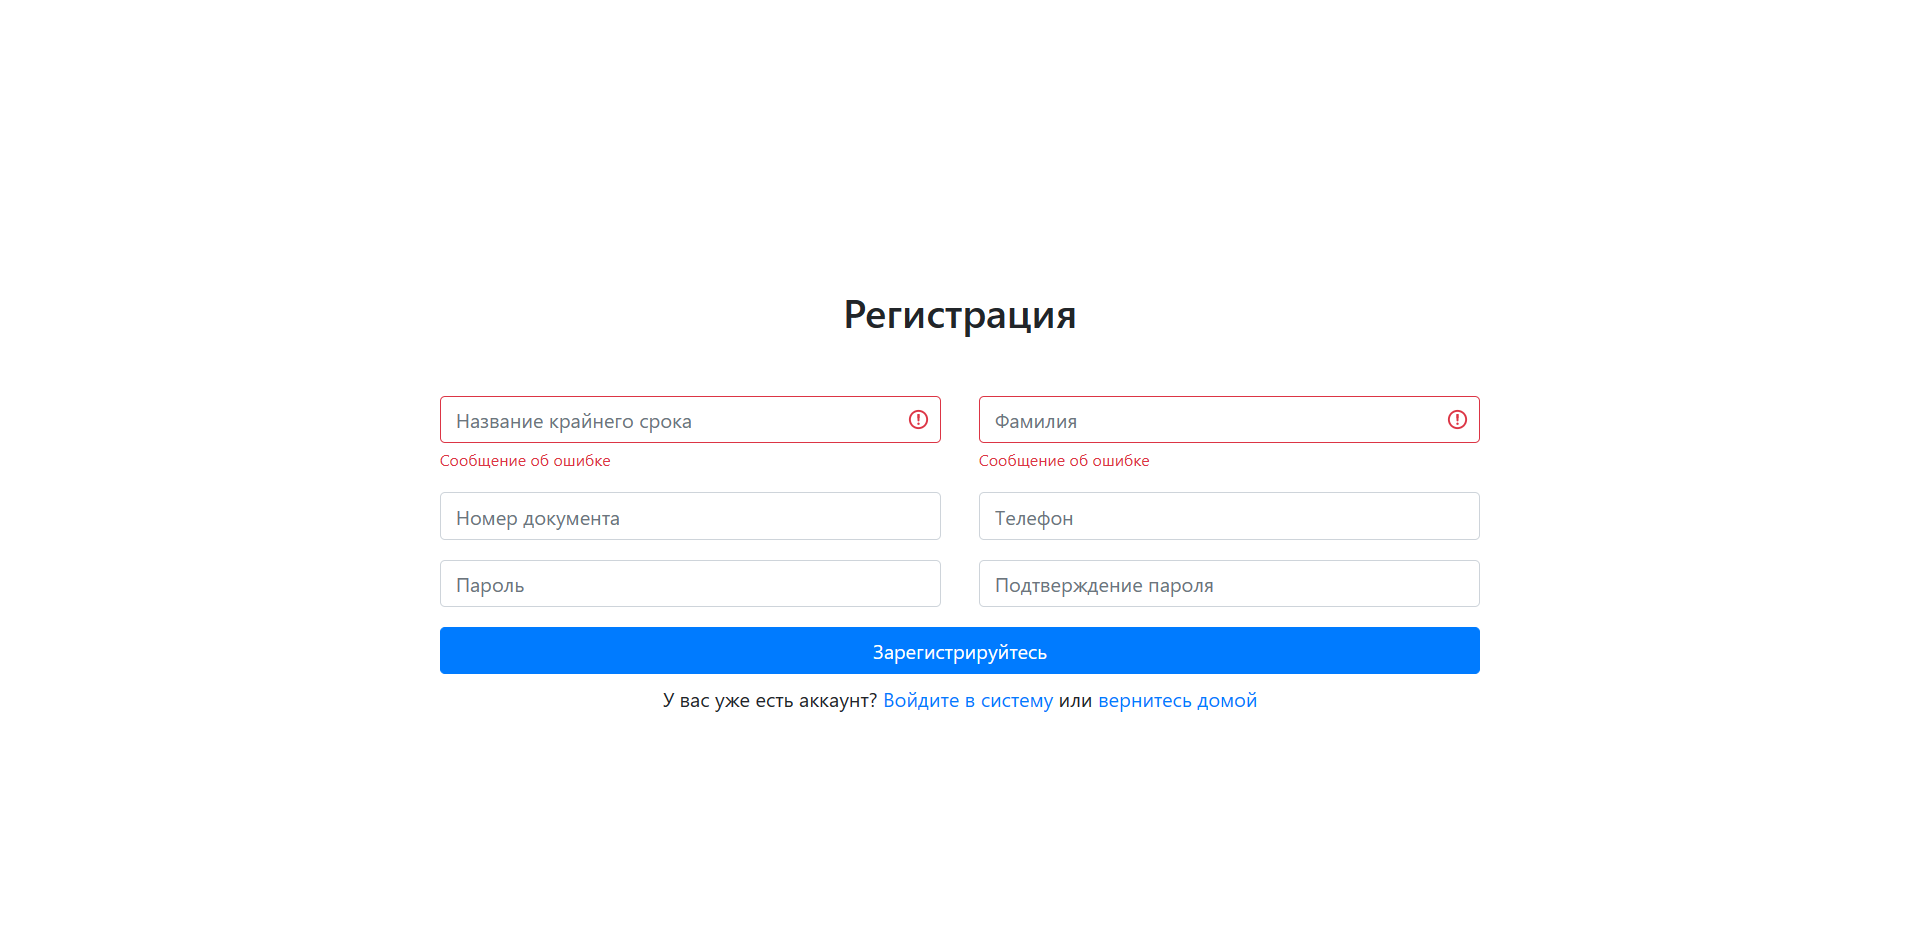 Регистрация
Название крайнего срока
Фамилия
Сообщение об ошибке
Сообщение об ошибке
Номер документа
Телефон
Пароль
Подтверждение пароля
Зарегистрируйтесь
У вас уже есть аккаунт? Войдите в систему или вернитесь домой